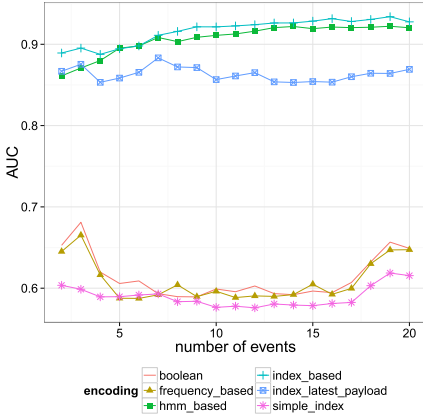 0.9
0.8
0.7
0.6
AUC
5 10 15 20
number of events
encoding
boolean index_based
frequency_based index_latest_payload
hmm_based simple_index